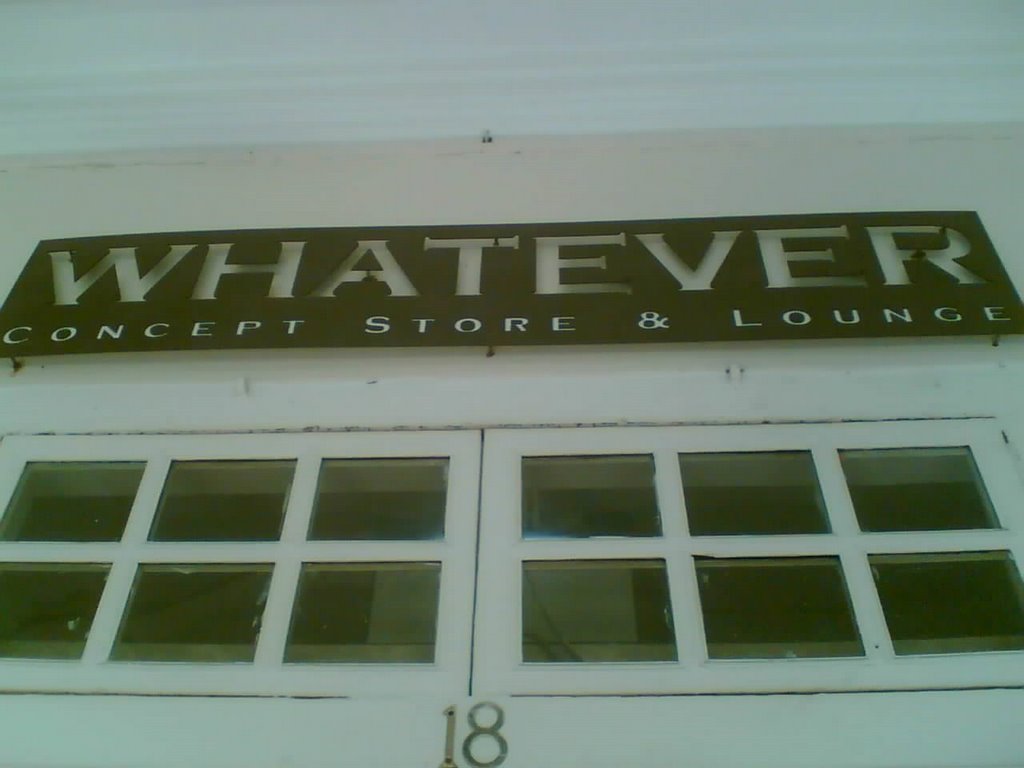 WHATEVER
CONCEPT STORE & LOUNGE
18